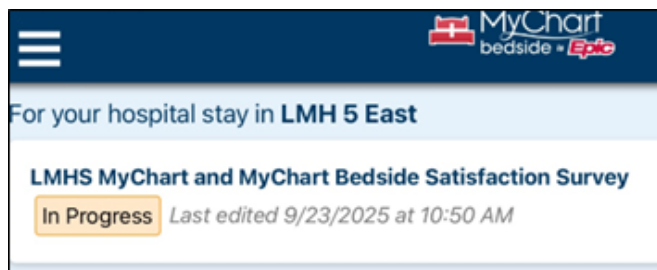 MyChart
bedside • Epic
For your hospital stay in LMH 5 East
LMHS MyChart and MyChart Bedside Satisfaction Survey
In Progress Last edited 9/23/2025 at 10:50 AM